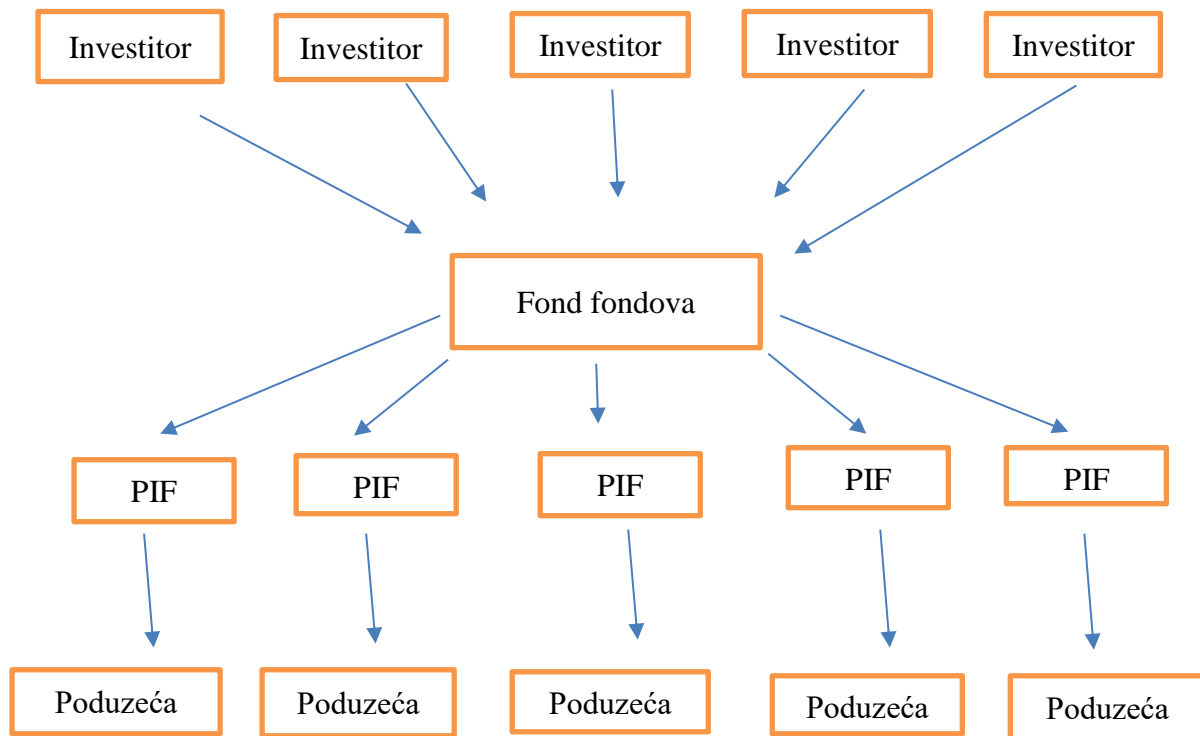 Investitor
Investitor
Investitor
Investitor
Investitor
Fond fondova
PIF
PIF
PIF
PIF
PIF
Poduzeća
Poduzeća
Poduzeća
Poduzeća
Poduzeća